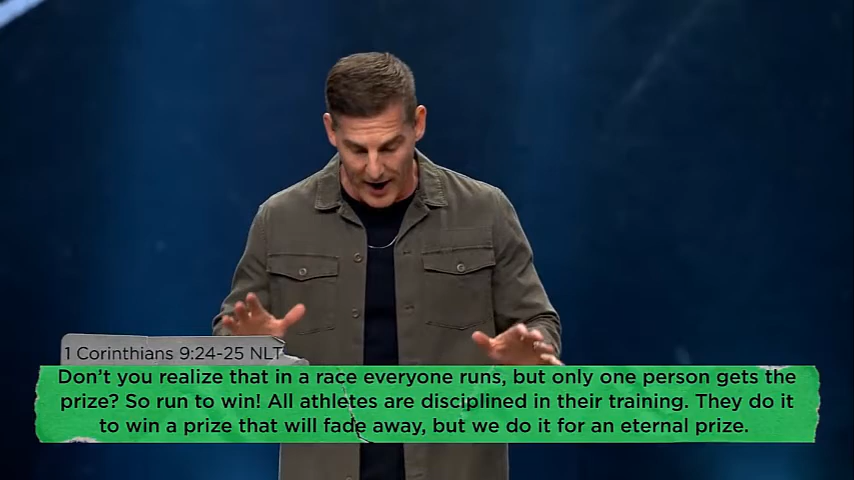 1 Corinthians 9:24-25 NLT
Don't you realize that in a race everyone runs, but only one person gets the
prize? So run to win! All athletes are disciplined in their training. They do it
to win a prize that will fade away, but we do it for an eternal prize.